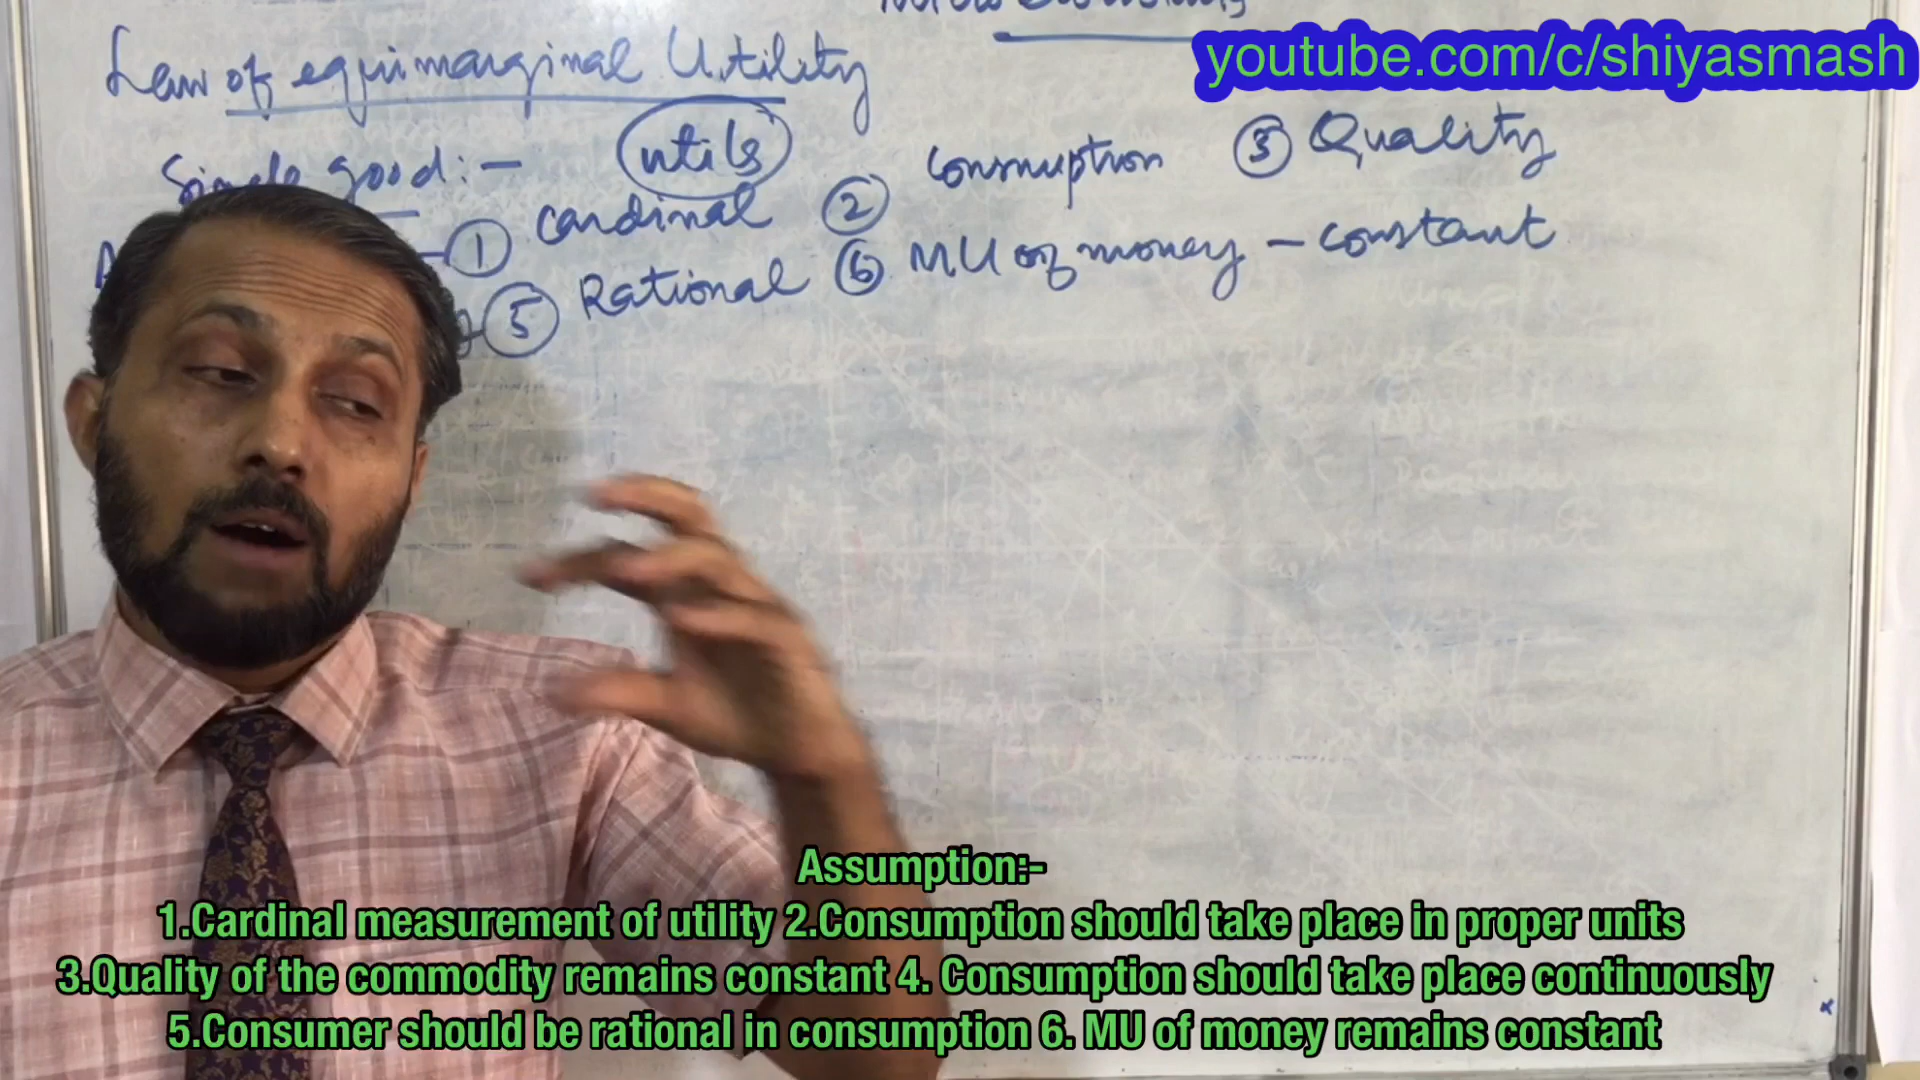 youtube.com/c/shiyasmash
Law of equimarginal Utility
Single good:- utils
① cardinal ② Consmuption ③ Quality
⑤ Rational ⑥ MU of money - constant
Assumption:-
1.Cardinal measurement of utility 2.Consumption should take place in proper units
3.Quality of the commodity remains constant 4. Consumption should take place continuously
5.Consumer should be rational in consumption 6. MU of money remains constant